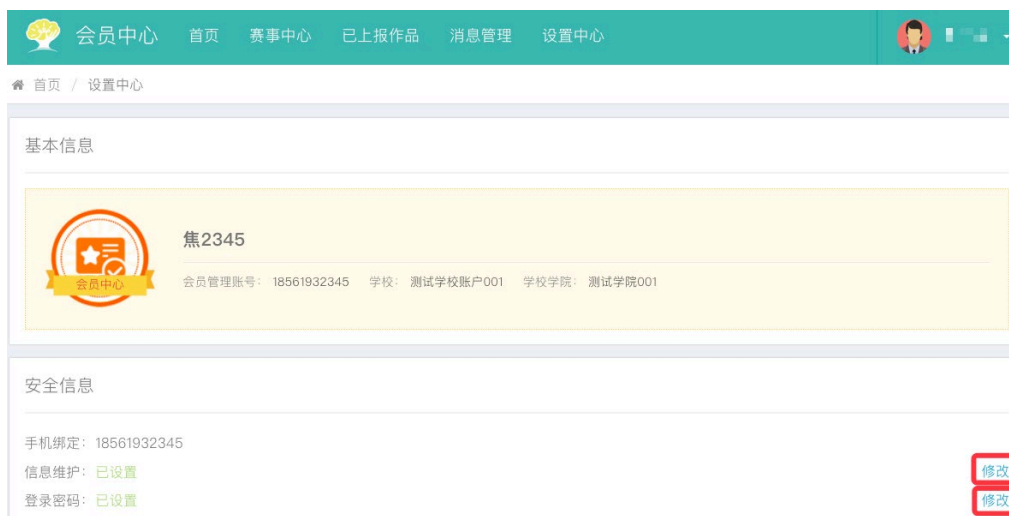 会员中心 首页 赛事中心 已上报作品 消息管理 设置中心
首页 / 设置中心
基本信息
会员中心
焦2345
会员管理账号： 18561932345 学校： 测试学校账户001 学校学院： 测试学院001
安全信息
手机绑定： 18561932345
信息维护： 已设置 修改
登录密码： 已设置 修改